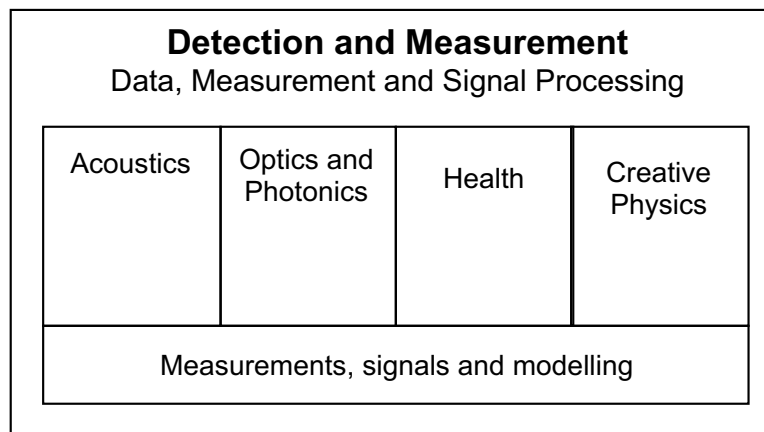 Detection and Measurement
Data, Measurement and Signal Processing
Acoustics
Optics and
Photonics
Health
Creative
Physics
Measurements, signals and modelling